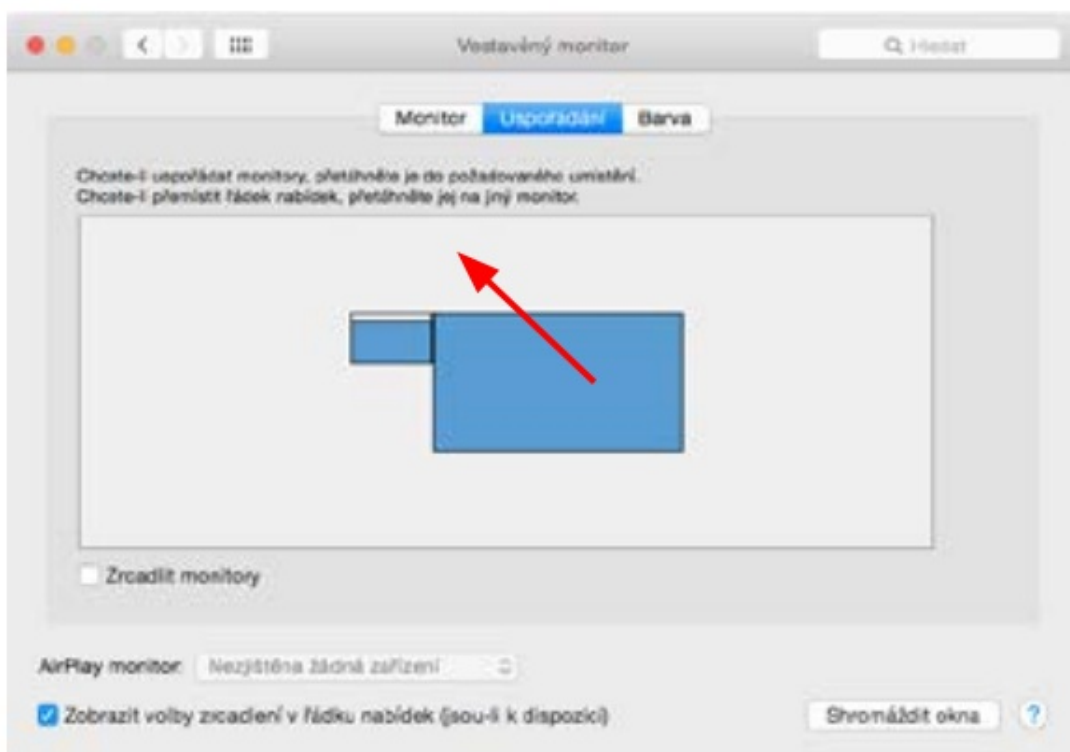 Vestavěný monitor
Hledat
Monitor Uspořádání Barva
Chcete-li uspořádat monitory, přetáhněte je do požadovaného umístění.
Chcete-li přemístit řádek nabídek, přetáhněte jej na jiný monitor.
Zrcadlit monitory
AirPlay monitor: Nezjištěna žádná zařízení
Zobrazit volby zrcadlení v řádku nabídek (jsou-li k dispozici)
Shromáždit okna ?